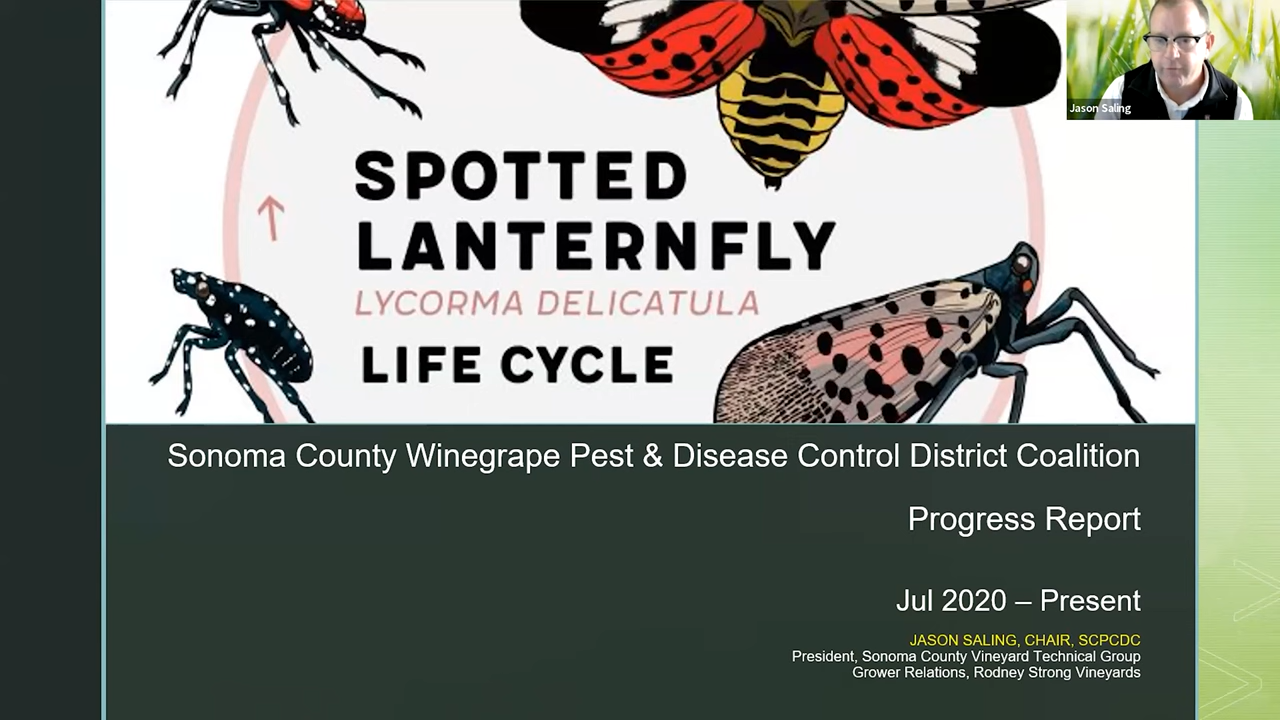 Jason Saling
SPOTTED
LANTERNFLY
LYCORMA DELICATULA
LIFE CYCLE
Sonoma County Winegrape Pest & Disease Control District Coalition
Progress Report
Jul 2020 – Present
JASON SALING, CHAIR, SCPCDC
President, Sonoma County Vineyard Technical Group
Grower Relations, Rodney Strong Vineyards